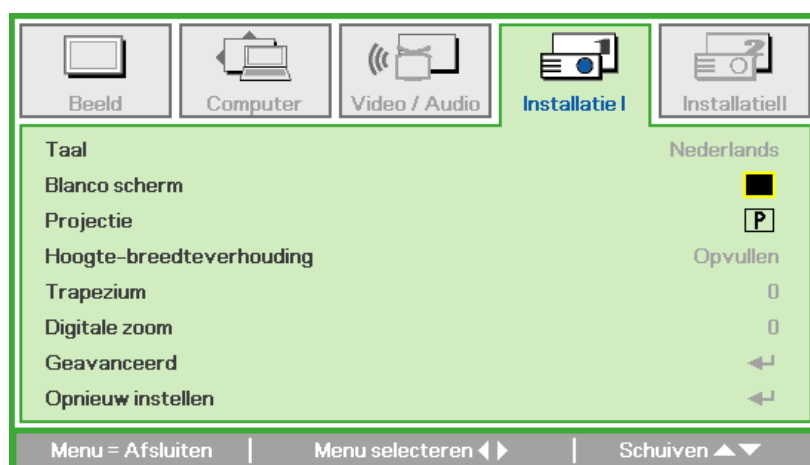 Beeld Computer Video / Audio Installatie I InstallatieII
Taal Nederlands
Blanco scherm
Projectie P
Hoogte-breedteverhouding Opvullen
Trapezium 0
Digitale zoom 0
Geavanceerd
Opnieuw instellen
Menu = Afsluiten Menu selecteren Schuiven